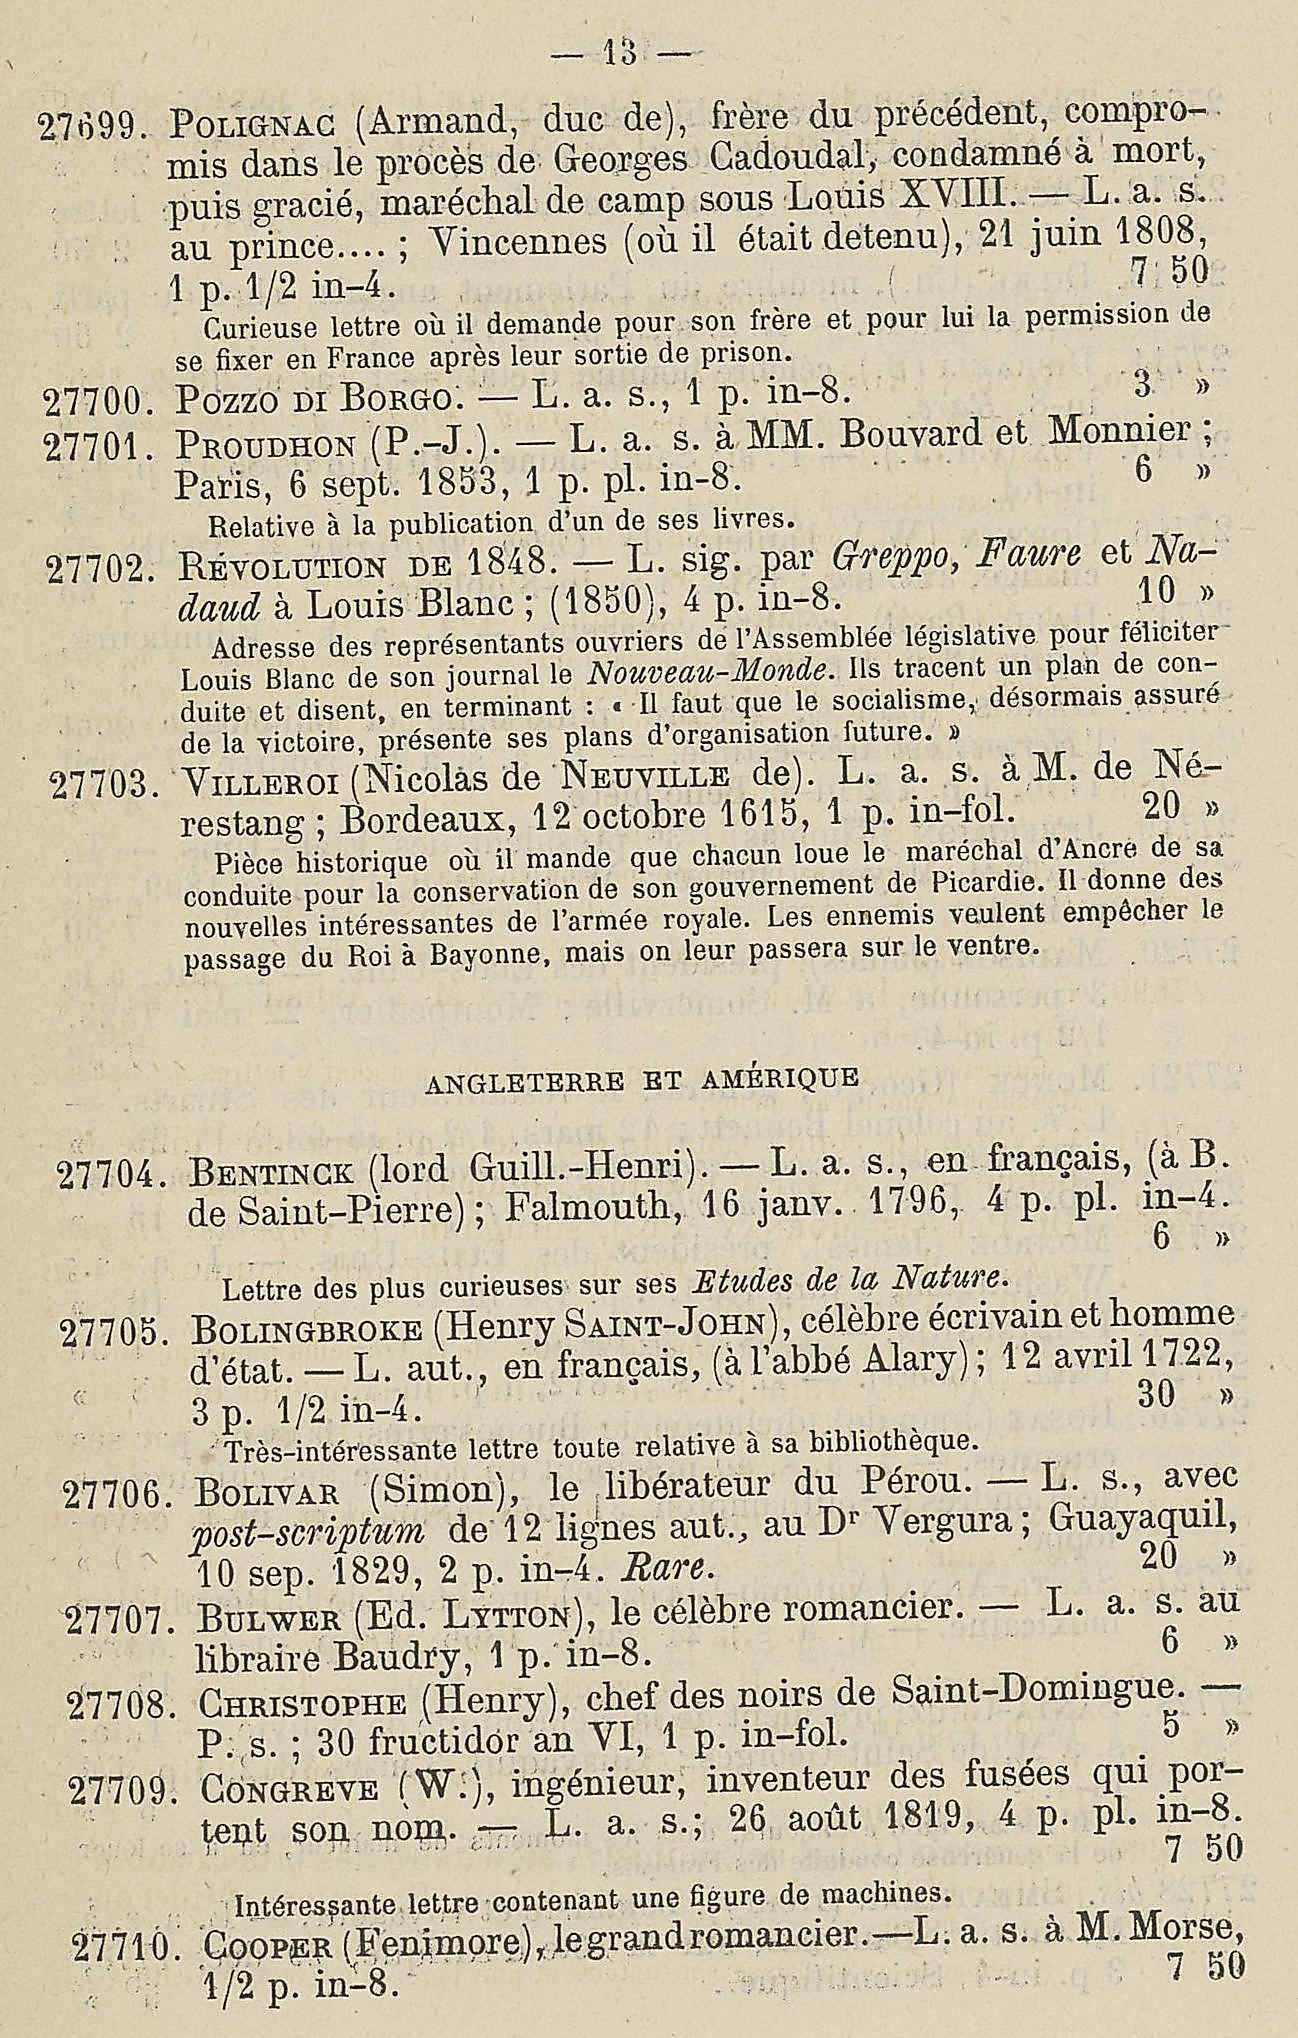 — 13 —
27699. POLIGNAC (Armand, duc de), frère du précédent, compro-
mis dans le procès de Georges Cadoudal, condamné à mort,
puis gracié, maréchal de camp sous Louis XVIII. — L. a. s.
au prince.... ; Vincennes (où il était detenu), 21 juin 1808,
1 p. 1/2 in-4. 7 50
Curieuse lettre où il demande pour son frère et pour lui la permission de
se fixer en France après leur sortie de prison.
27700. POZZO DI BORGO. — L. a. s., 1 p. in-8. 3 »
27701. PROUDHON (P.-J.). — L. a. s. à MM. Bouvard et Monnier ;
Paris, 6 sept. 1853, 1 p. pl. in-8. 6 »
Relative à la publication d'un de ses livres.
27702. RÉVOLUTION DE 1848. — L. sig. par Greppo, Faure et Na-
daud à Louis Blanc ; (1850), 4 p. in-8. 10 »
Adresse des représentants ouvriers de l'Assemblée législative pour féliciter
Louis Blanc de son journal le Nouveau-Monde. Ils tracent un plan de con-
duite et disent, en terminant : « Il faut que le socialisme, désormais assuré
de la victoire, présente ses plans d'organisation future. »
27703. VILLEROI (Nicolas de NEUVILLE de). L. a. s. à M. de Né-
restang ; Bordeaux, 12 octobre 1615, 1 p. in-fol. 20 »
Pièce historique où il mande que chacun loue le maréchal d'Ancre de sa
conduite pour la conservation de son gouvernement de Picardie. Il donne des
nouvelles intéressantes de l'armée royale. Les ennemis veulent empêcher le
passage du Roi à Bayonne, mais on leur passera sur le ventre.
ANGLETERRE ET AMÉRIQUE
27704. BENTINCK (lord Guill.-Henri). — L. a. s., en français, (à B.
de Saint-Pierre) ; Falmouth, 16 janv. 1796, 4 p. pl. in-4.
6 »
Lettre des plus curieuses sur ses Etudes de la Nature.
27705. BOLINGBROKE (Henry SAINT-JOHN), célèbre écrivain et homme
d'état. — L. aut., en français, (à l'abbé Alary) ; 12 avril 1722,
3 p. 1/2 in-4. 30 »
Très-intéressante lettre toute relative à sa bibliothèque.
27706. BOLIVAR (Simon), le libérateur du Pérou. — L. s., avec
post-scriptum de 12 lignes aut., au Dr Vergura ; Guayaquil,
10 sep. 1829, 2 p. in-4. Rare. 20 »
27707. BULWER (Ed. LYTTON), le célèbre romancier. — L. a. s. au
libraire Baudry, 1 p. in-8. 6 »
27708. CHRISTOPHE (Henry), chef des noirs de Saint-Domingue. —
P. s. ; 30 fructidor an VI, 1 p. in-fol. 5 »
27709. CONGREVE (W.), ingénieur, inventeur des fusées qui por-
tent son nom. — L. a. s.; 26 août 1819, 4 p. pl. in-8.
7 50
Intéressante lettre contenant une figure de machines.
27710. COOPER (Fenimore), le grand romancier. — L. a. s. à M. Morse,
1/2 p. in-8. 7 50